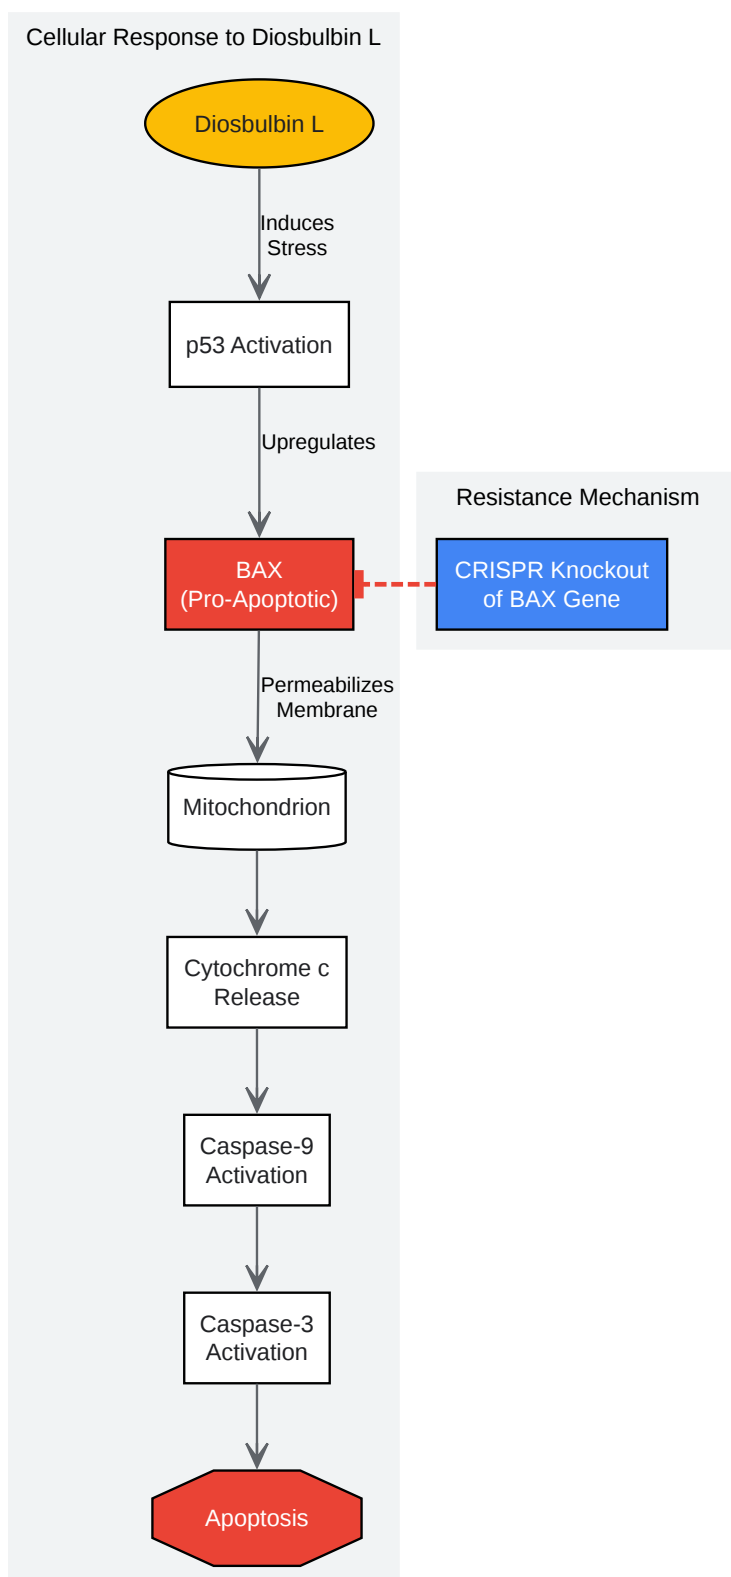 Cellular Response to Diosbulbin L
Diosbulbin L
Induces
Stress
p53 Activation
Upregulates
Resistance Mechanism
BAX
(Pro-Apoptotic)
CRISPR Knockout
of BAX Gene
Permeabilizes
Membrane
Mitochondrion
Cytochrome c
Release
Caspase-9
Activation
Caspase-3
Activation
Apoptosis